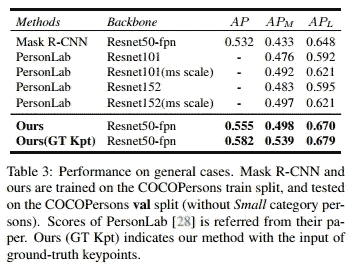 Methods Backbone AP AP_M AP_L
Mask R-CNN Resnet50-fpn 0.532 0.433 0.648
PersonLab Resnet101 - 0.476 0.592
PersonLab Resnet101(ms scale) - 0.492 0.621
PersonLab Resnet152 - 0.483 0.595
PersonLab Resnet152(ms scale) - 0.497 0.621
Ours Resnet50-fpn 0.555 0.498 0.670
Ours(GT Kpt) Resnet50-fpn 0.582 0.539 0.679
Table 3: Performance on general cases. Mask R-CNN and
ours are trained on the COCOPersons train split, and tested
on the COCOPersons val split (without Small category per-
sons). Scores of PersonLab [28] is referred from their pa-
per. Ours (GT Kpt) indicates our method with the input of
ground-truth keypoints.